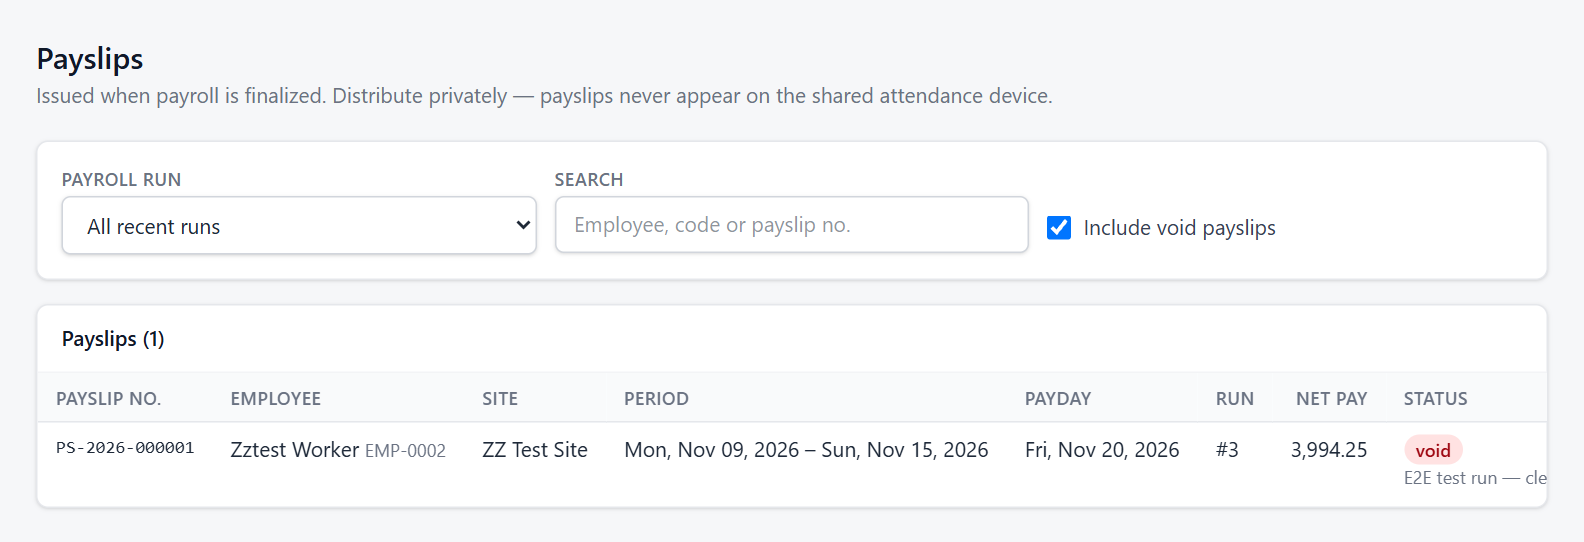 Payslips
Issued when payroll is finalized. Distribute privately — payslips never appear on the shared attendance device.
PAYROLL RUN
All recent runs
SEARCH
Employee, code or payslip no.
Include void payslips
Payslips (1)
PAYSLIP NO. EMPLOYEE SITE PERIOD PAYDAY RUN NET PAY STATUS
PS-2026-000001 Zztest Worker EMP-0002 ZZ Test Site Mon, Nov 09, 2026 – Sun, Nov 15, 2026 Fri, Nov 20, 2026 #3 3,994.25 void
E2E test run — cle